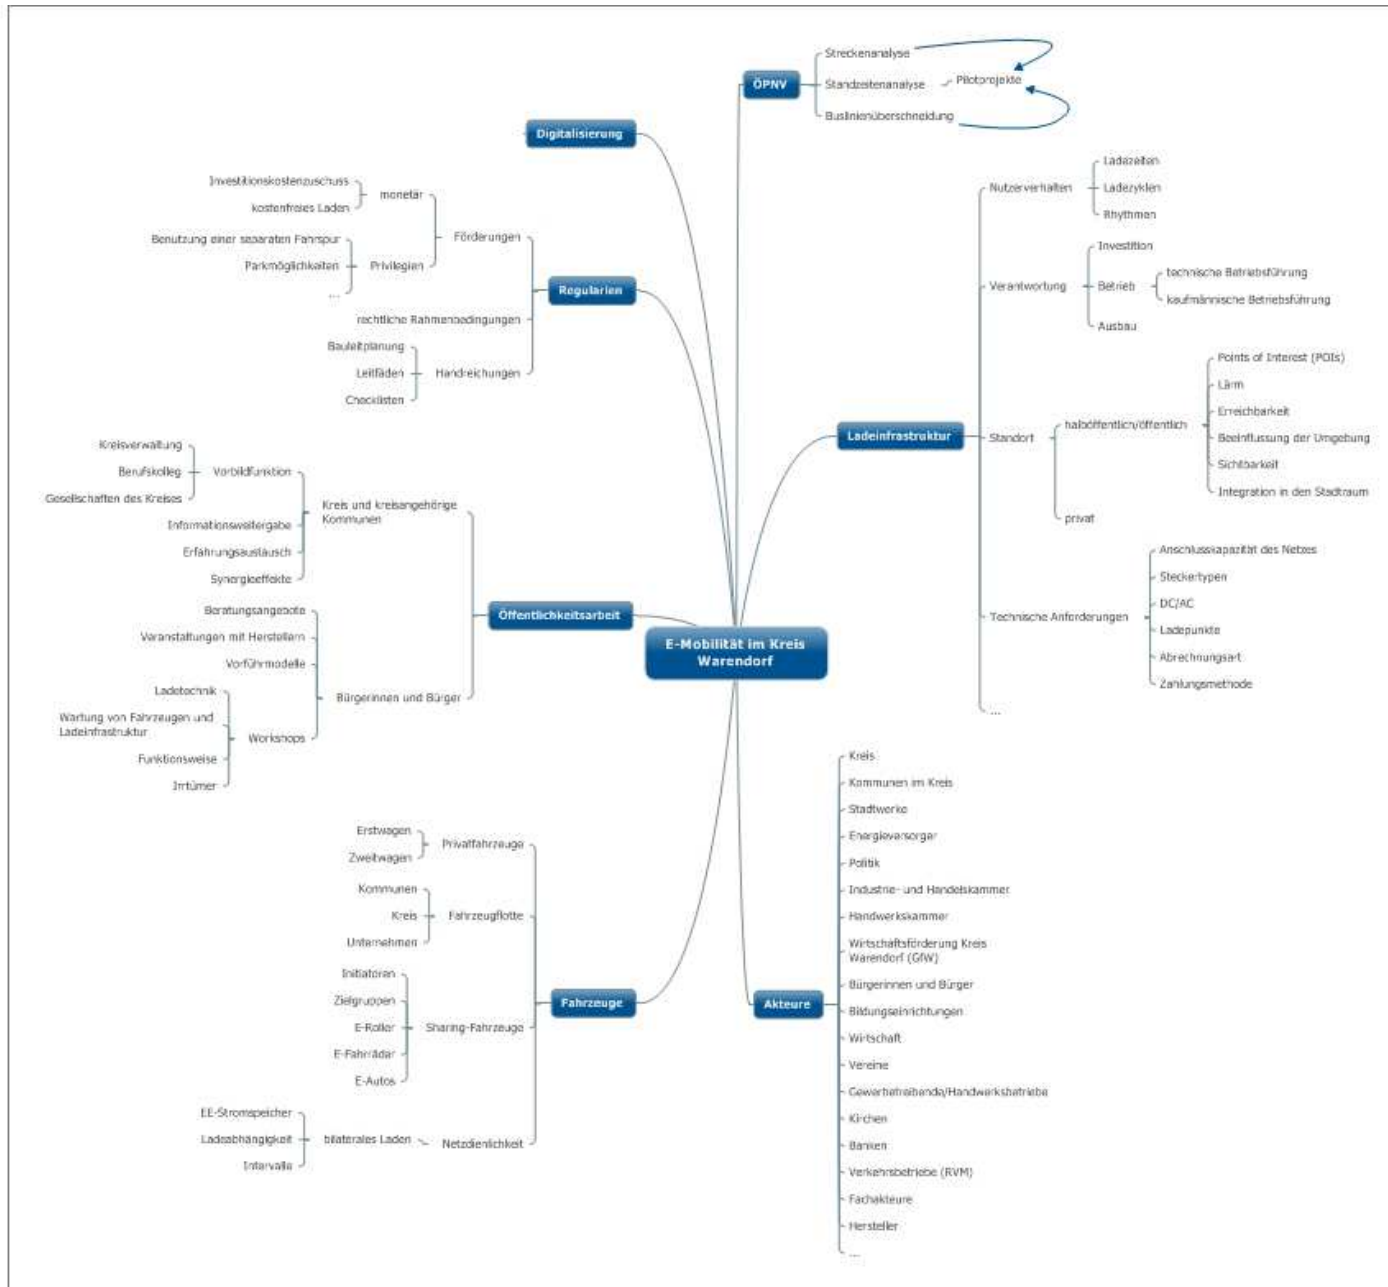 ÖPNV
Streckenanalyse
Standzeitenanalyse
Pilotprojekte
Buslinienüberschneidung
Digitalisierung
Regularien
Förderungen
monetär
Investitionskostenzuschuss
kostenfreies Laden
Privilegien
Benutzung einer separaten Fahrspur
Parkmöglichkeiten
...
rechtliche Rahmenbedingungen
Handreichungen
Bauleitplanung
Leitfäden
Checklisten
Ladeinfrastruktur
Nutzerverhalten
Ladezeiten
Ladezyklen
Rhythmen
Verantwortung
Investition
Betrieb
technische Betriebsführung
kaufmännische Betriebsführung
Ausbau
Standort
halböffentlich/öffentlich
Points of Interest (POIs)
Lärm
Erreichbarkeit
Beeinflussung der Umgebung
Sichtbarkeit
Integration in den Stadtraum
privat
Technische Anforderungen
Anschlusskapazität des Netzes
Steckertypen
DC/AC
Ladepunkte
Abrechnungsart
Zahlungsmethode
...
Öffentlichkeitsarbeit
Kreis und kreisangehörige
Kommunen
Vorbildfunktion
Kreisverwaltung
Berufskolleg
Gesellschaften des Kreises
Informationsweitergabe
Erfahrungsaustausch
Synergieeffekte
Bürgerinnen und Bürger
Beratungsangebote
Veranstaltungen mit Herstellern
Vorführmodelle
Workshops
Ladetechnik
Wartung von Fahrzeugen und
Ladeinfrastruktur
Funktionsweise
Irrtümer
E-Mobilität im Kreis
Warendorf
Fahrzeuge
Privatfahrzeuge
Erstwagen
Zweitwagen
Fahrzeugflotte
Kommunen
Kreis
Unternehmen
Sharing-Fahrzeuge
Initiatoren
Zielgruppen
E-Roller
E-Fahrräder
E-Autos
Netzdienlichkeit
bilaterales Laden
EE-Stromspeicher
Ladeabhängigkeit
Intervalle
Akteure
Kreis
Kommunen im Kreis
Stadtwerke
Energieversorger
Politik
Industrie- und Handelskammer
Handwerkskammer
Wirtschaftsförderung Kreis
Warendorf (GfW)
Bürgerinnen und Bürger
Bildungseinrichtungen
Wirtschaft
Vereine
Gewerbetreibende/Handwerksbetriebe
Kirchen
Banken
Verkehrsbetriebe (RVM)
Fachakteure
Hersteller
...